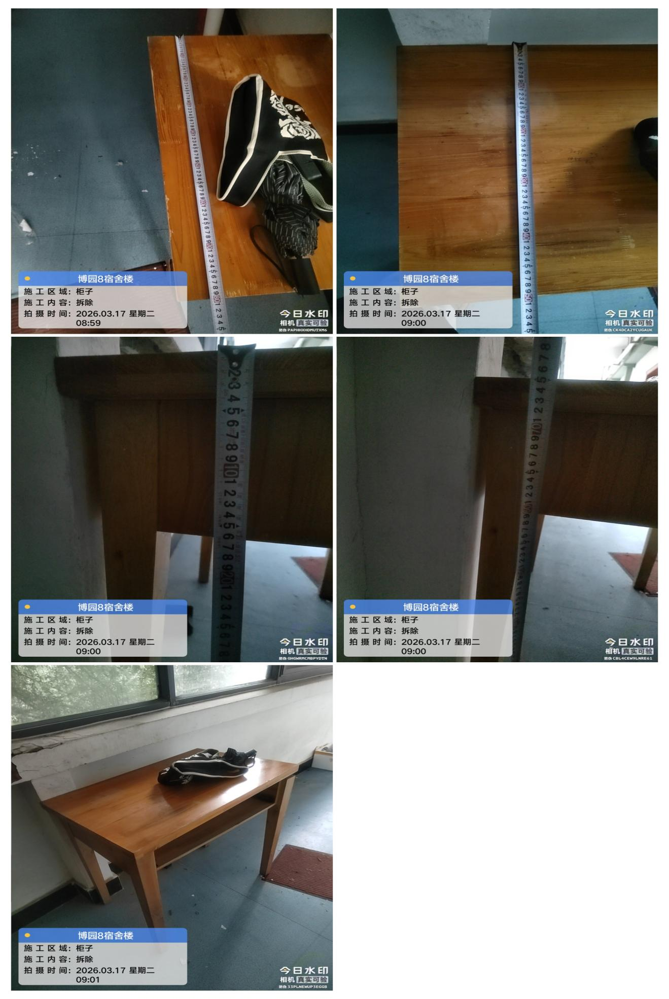 博园8宿舍楼
施工区域：柜子
施工内容：拆除
拍摄时间：2026.03.17 星期二
08:59
今日水印
相机 真实可验
防伪 PAPHHXHDMUTXM6
博园8宿舍楼
施工区域：柜子
施工内容：拆除
拍摄时间：2026.03.17 星期二
09:00
今日水印
相机 真实可验
防伪 CK4DCA2YCUGAUK
博园8宿舍楼
施工区域：柜子
施工内容：拆除
拍摄时间：2026.03.17 星期二
09:00
今日水印
相机 真实可验
防伪 GHGWRMCMBPYDTN
博园8宿舍楼
施工区域：柜子
施工内容：拆除
拍摄时间：2026.03.17 星期二
09:00
今日水印
相机 真实可验
防伪 CBL4CEW9LNRE61
博园8宿舍楼
施工区域：柜子
施工内容：拆除
拍摄时间：2026.03.17 星期二
09:01
今日水印
相机 真实可验
防伪 33PLNEWUP3EGGB